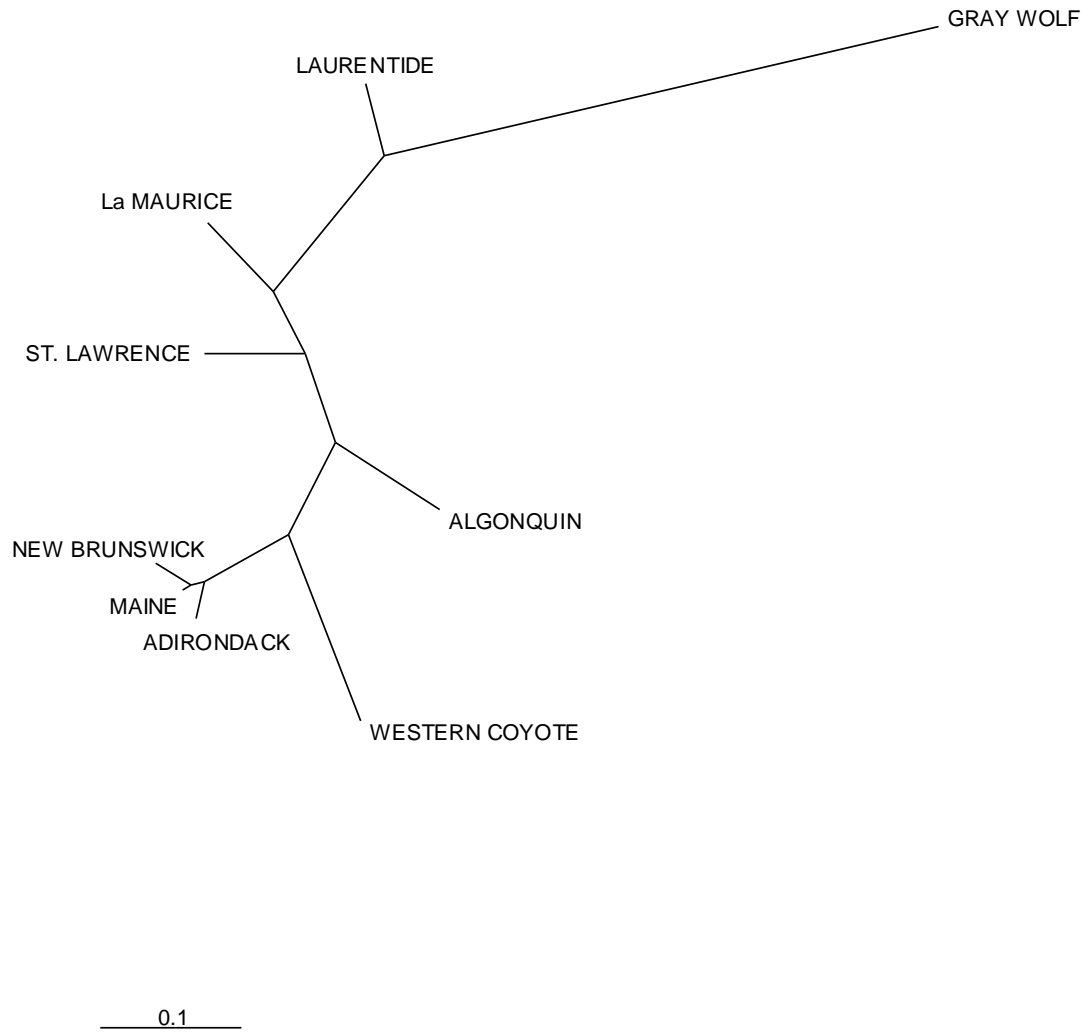 GRAY WOLF
LAURENTIDE
La MAURICE
ST. LAWRENCE
ALGONQUIN
NEW BRUNSWICK
MAINE
ADIRONDACK
WESTERN COYOTE
0.1